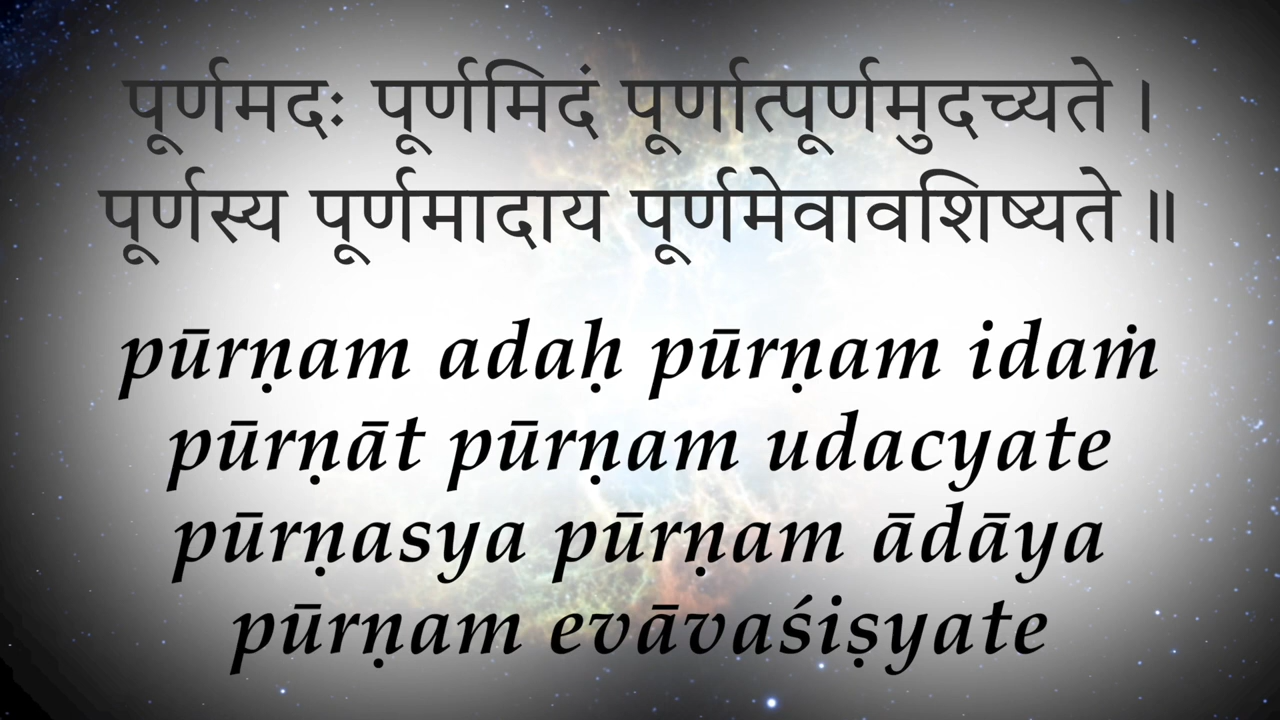 पूर्णमदः पूर्णमिदं पूर्णात्पूर्णमुदच्यते ।
पूर्णस्य पूर्णमादाय पूर्णमेवावशिष्यते ॥
pūrṇam adaḥ pūrṇam idaṁ
pūrṇāt pūrṇam udacyate
pūrṇasya pūrṇam ādāya
pūrṇam evāvaśiṣyate